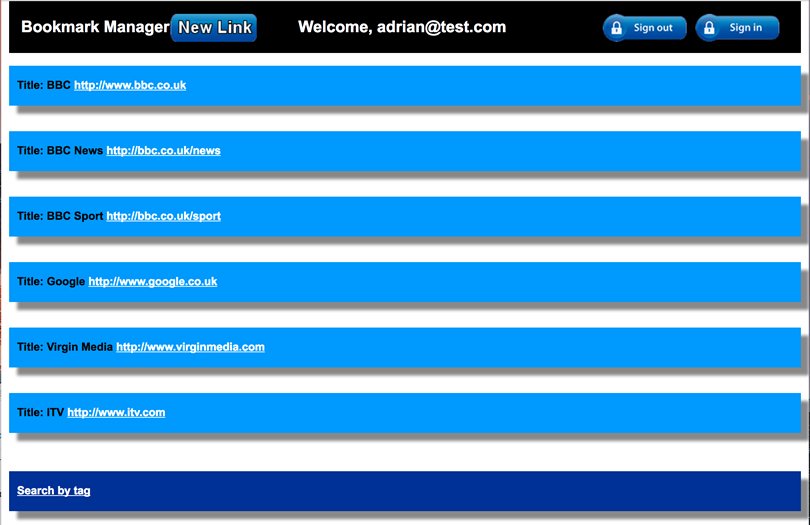 Bookmark Manager New Link Welcome, adrian@test.com Sign out Sign in
Title: BBC http://www.bbc.co.uk
Title: BBC News http://bbc.co.uk/news
Title: BBC Sport http://bbc.co.uk/sport
Title: Google http://www.google.co.uk
Title: Virgin Media http://www.virginmedia.com
Title: ITV http://www.itv.com
Search by tag